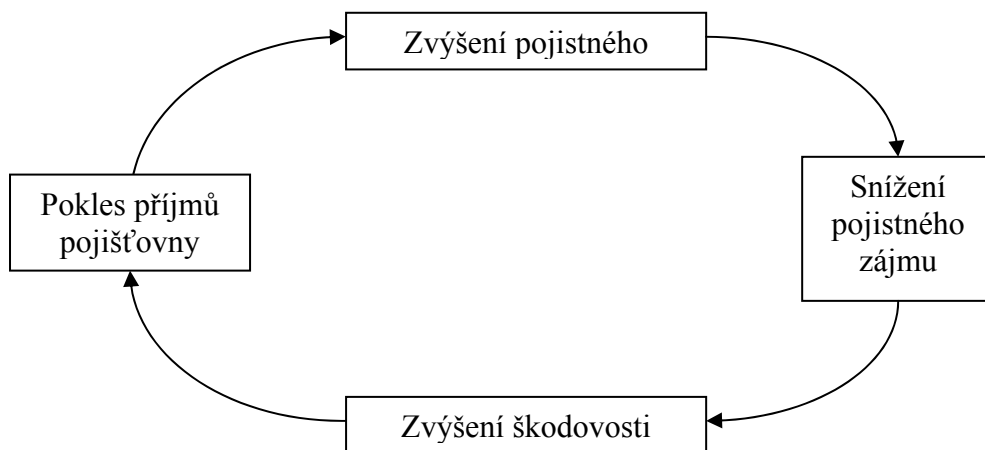 Zvýšení pojistného
Snížení
pojistného
zájmu
Pokles příjmů
pojišťovny
Zvýšení škodovosti